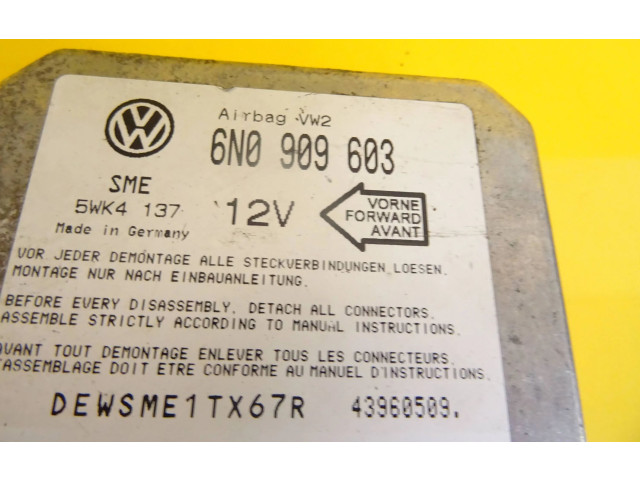 VW
Airbag VW2
6N0 909 603
SME
5WK4 137
12V
Made in Germany
VORNE
FORWARD
AVANT
VOR JEDER DEMONTAGE ALLE STECKVERBINDUNGEN LOESEN.
MONTAGE NUR NACH EINBAUANLEITUNG.
BEFORE EVERY DISASSEMBLY, DETACH ALL CONNECTORS.
ASSEMBLE STRICTLY ACCORDING TO MANUAL INSTRUCTIONS.
AVANT TOUT DEMONTAGE ENLEVER TOUS LES CONNECTEURS.
'ASSEMBLAGE DOIT ETRE CONFORME AU MANUEL D'INSTRUCTIONS.
DEWSME1TX67R 43960509.